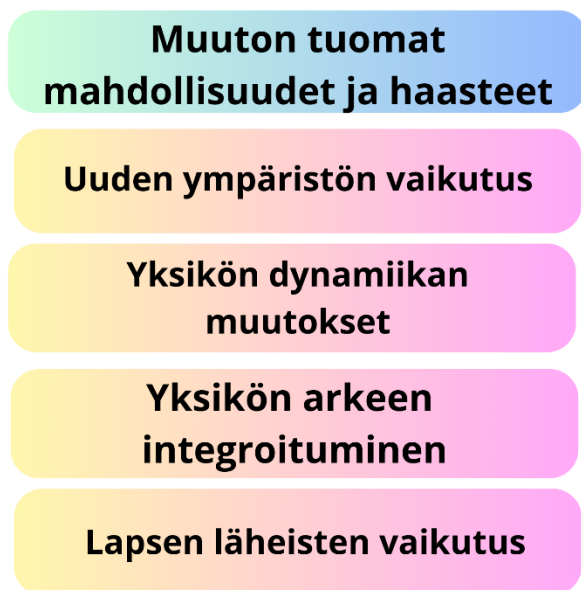 Muuton tuomat
mahdollisuudet ja haasteet
Uuden ympäristön vaikutus
Yksikön dynamiikan
muutokset
Yksikön arkeen
integroituminen
Lapsen läheisten vaikutus